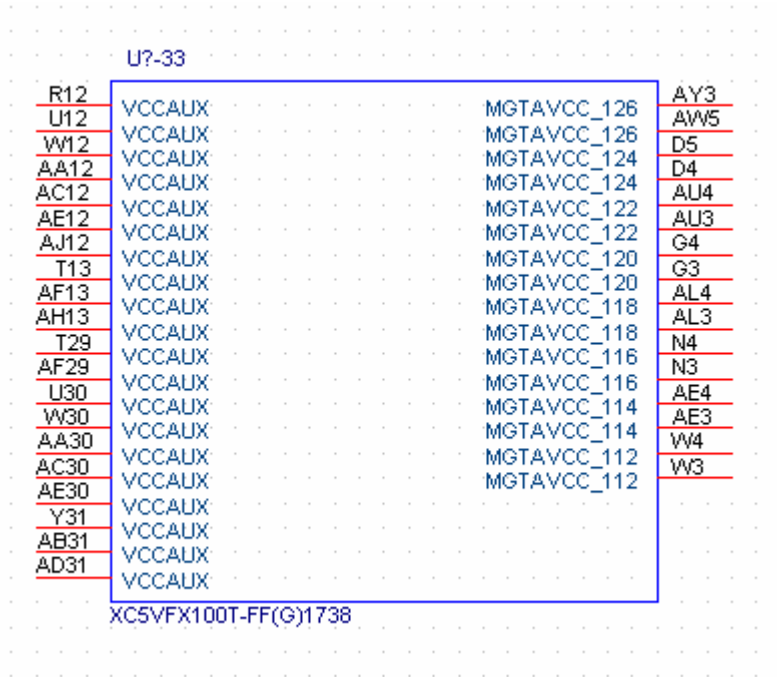 U?-33
R12 VCCAUX MGTAVCC_126 AY3
U12 VCCAUX MGTAVCC_126 AW5
W12 VCCAUX MGTAVCC_124 D5
AA12 VCCAUX MGTAVCC_124 D4
AC12 VCCAUX MGTAVCC_122 AU4
AE12 VCCAUX MGTAVCC_122 AU3
AJ12 VCCAUX MGTAVCC_120 G4
T13 VCCAUX MGTAVCC_120 G3
AF13 VCCAUX MGTAVCC_118 AL4
AH13 VCCAUX MGTAVCC_118 AL3
T29 VCCAUX MGTAVCC_116 N4
AF29 VCCAUX MGTAVCC_116 N3
U30 VCCAUX MGTAVCC_114 AE4
W30 VCCAUX MGTAVCC_114 AE3
AA30 VCCAUX MGTAVCC_112 W4
AC30 VCCAUX MGTAVCC_112 W3
AE30 VCCAUX
Y31 VCCAUX
AB31 VCCAUX
AD31 VCCAUX
XC5VFX100T-FF(G)1738